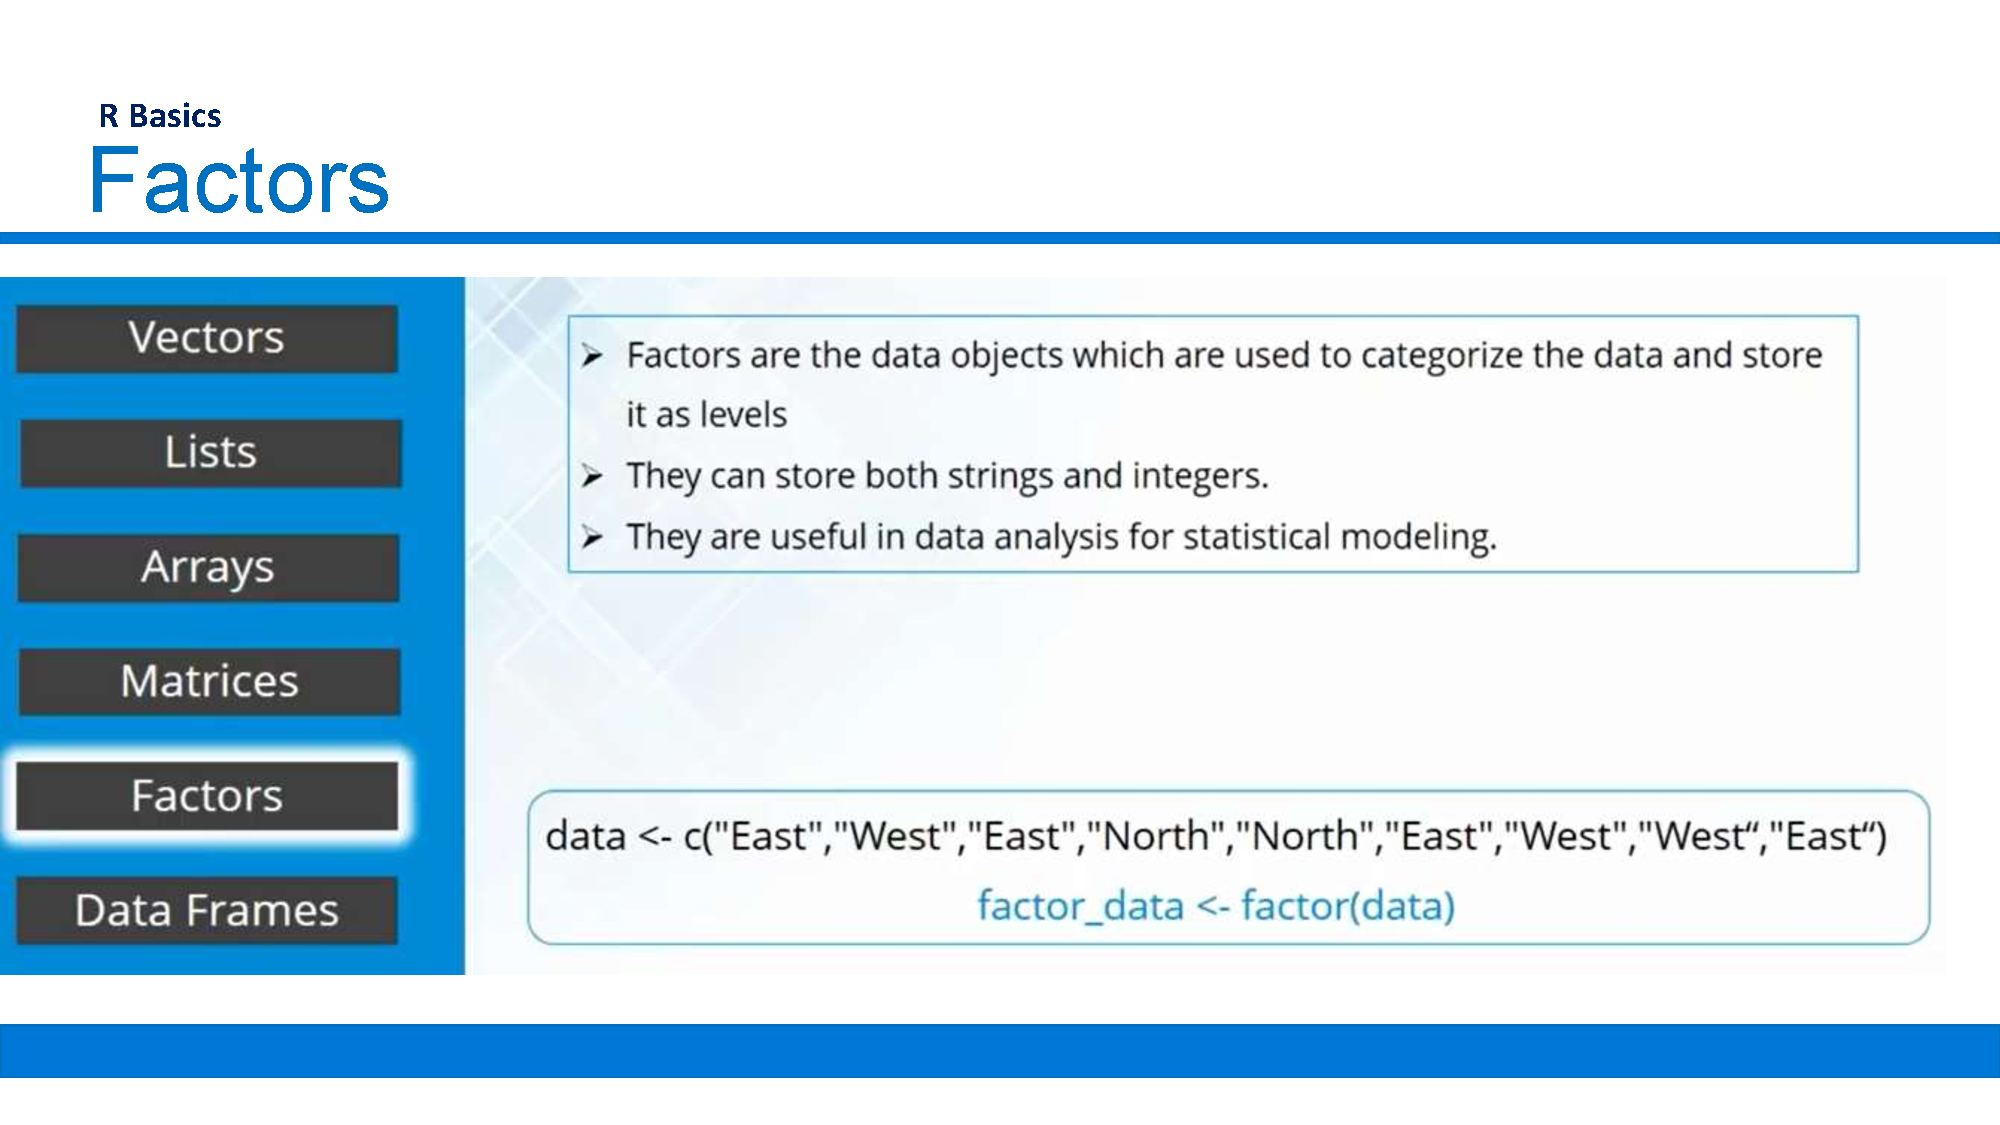 R Basics
Factors
Vectors
Lists
Arrays
Matrices
Factors
Data Frames
➢ Factors are the data objects which are used to categorize the data and store
it as levels
➢ They can store both strings and integers.
➢ They are useful in data analysis for statistical modeling.
data <- c("East","West","East","North","North","East","West","West“,"East“)
factor_data <- factor(data)